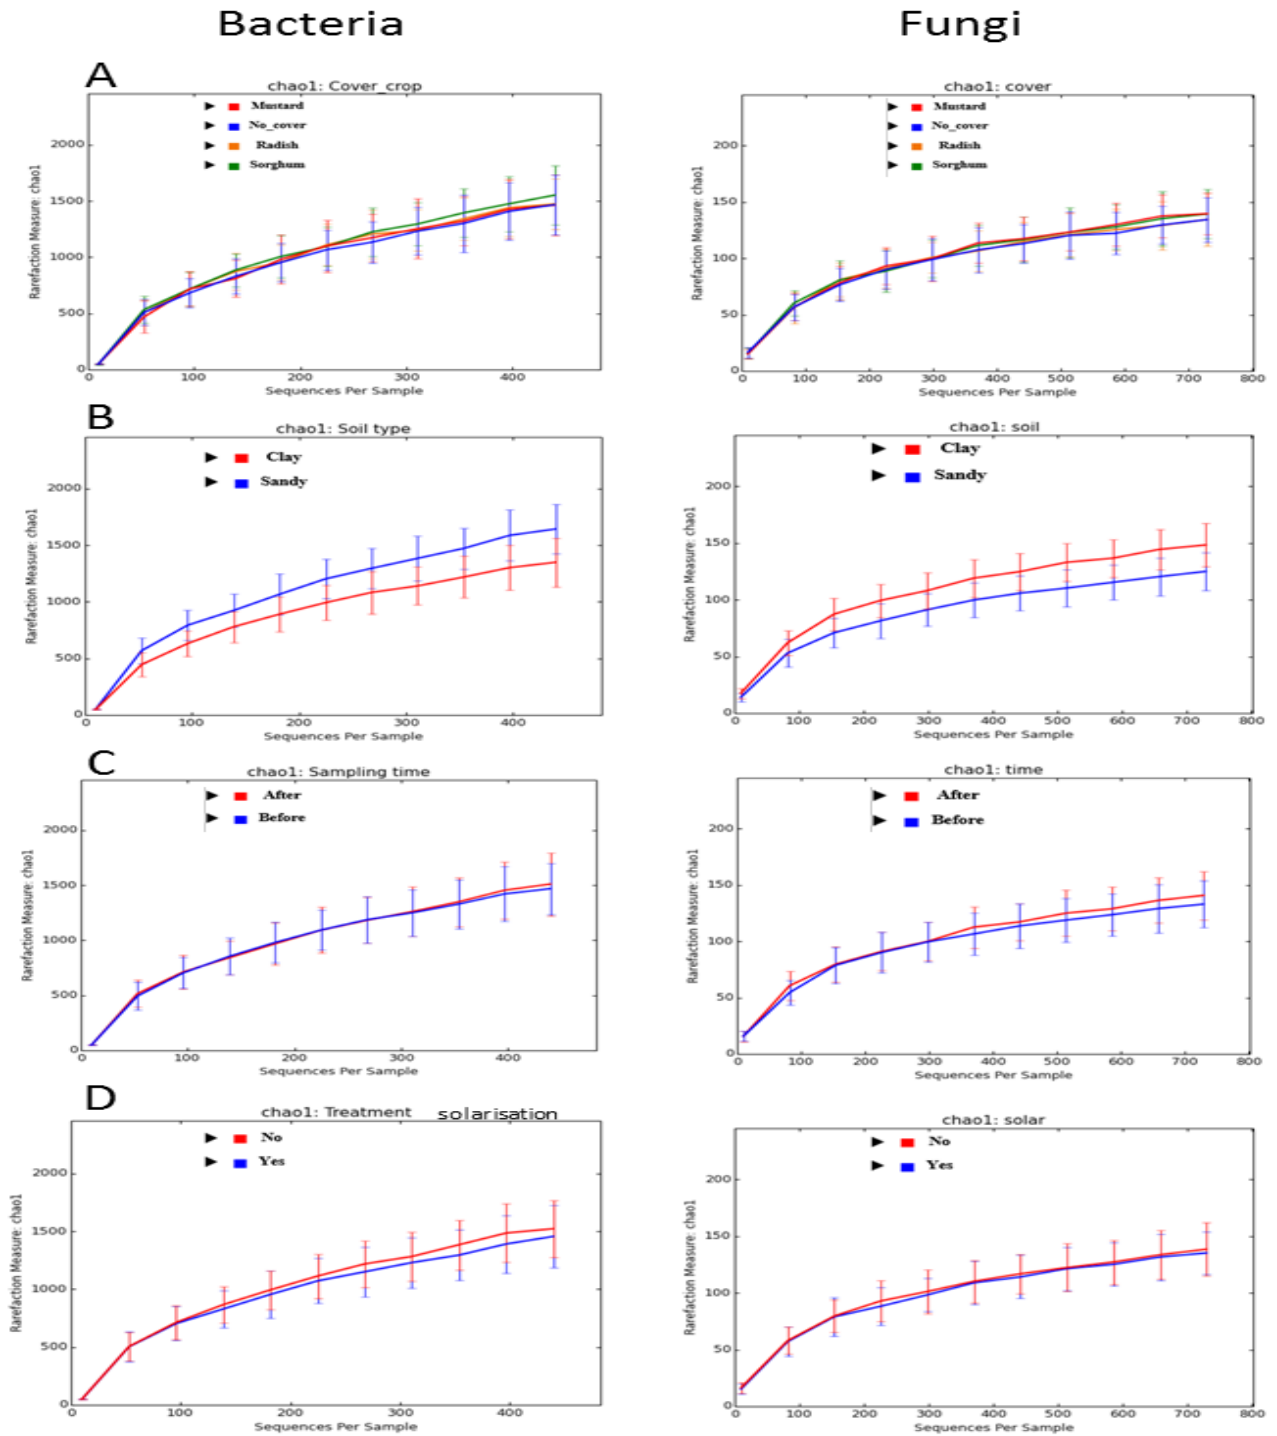 Bacteria
Fungi
A
chao1: Cover_crop
Mustard
No_cover
Radish
Sorghum
2000
1500
1000
500
0
Rarefaction Measure: chao1
0 100 200 300 400
Sequences Per Sample
chao1: cover
Mustard
No_cover
Radish
Sorghum
200
150
100
50
0
Rarefaction Measure: chao1
0 100 200 300 400 500 600 700 800
Sequences Per Sample
B
chao1: Soil type
Clay
Sandy
2000
1500
1000
500
0
Rarefaction Measure: chao1
0 100 200 300 400
Sequences Per Sample
chao1: soil
Clay
Sandy
200
150
100
50
0
Rarefaction Measure: chao1
0 100 200 300 400 500 600 700 800
Sequences Per Sample
C
chao1: Sampling time
After
Before
2000
1500
1000
500
0
Rarefaction Measure: chao1
0 100 200 300 400
Sequences Per Sample
chao1: time
After
Before
200
150
100
50
0
Rarefaction Measure: chao1
0 100 200 300 400 500 600 700 800
Sequences Per Sample
D
chao1: Treatment solarisation
No
Yes
2000
1500
1000
500
0
Rarefaction Measure: chao1
0 100 200 300 400
Sequences Per Sample
chao1: solar
No
Yes
200
150
100
50
0
Rarefaction Measure: chao1
0 100 200 300 400 500 600 700 800
Sequences Per Sample